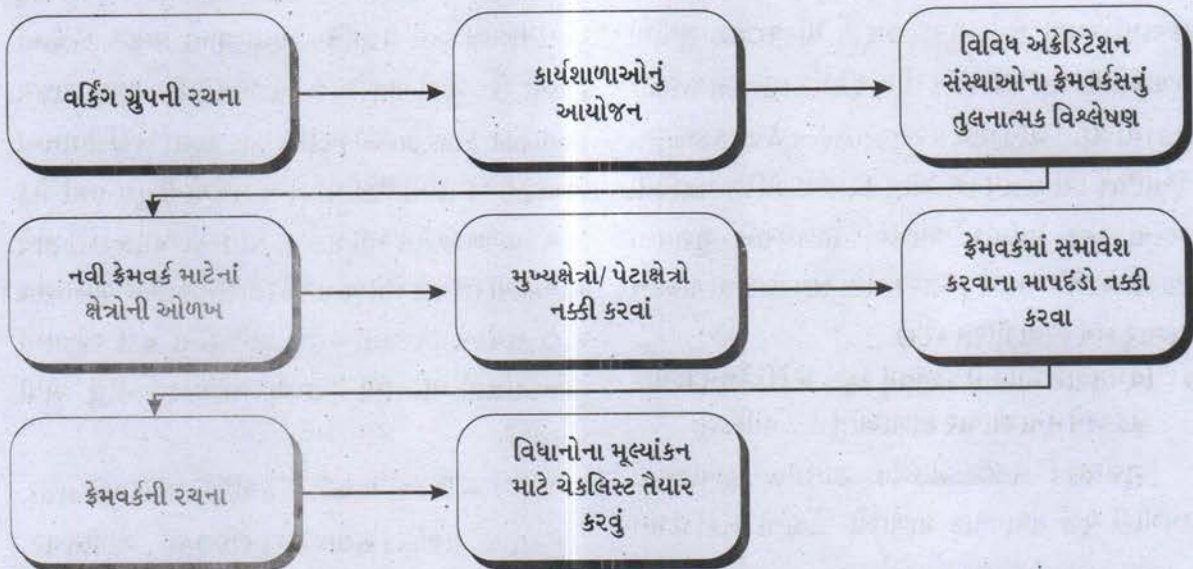 વર્કિંગ ગ્રુપની રચના
કાર્યશાળાઓનું
આયોજન
વિવિધ એક્રેડિટેશન
સંસ્થાઓના ફ્રેમવર્કસનું
તુલનાત્મક વિશ્લેષણ
નવી ફ્રેમવર્ક માટેનાં
ક્ષેત્રોની ઓળખ
મુખ્યક્ષેત્રો/ પેટાક્ષેત્રો
નક્કી કરવાં
ફ્રેમવર્કમાં સમાવેશ
કરવાના માપદંડો નક્કી
કરવા
ફ્રેમવર્કની રચના
વિધાનોના મૂલ્યાંકન
માટે ચેકલિસ્ટ તૈયાર
કરવું